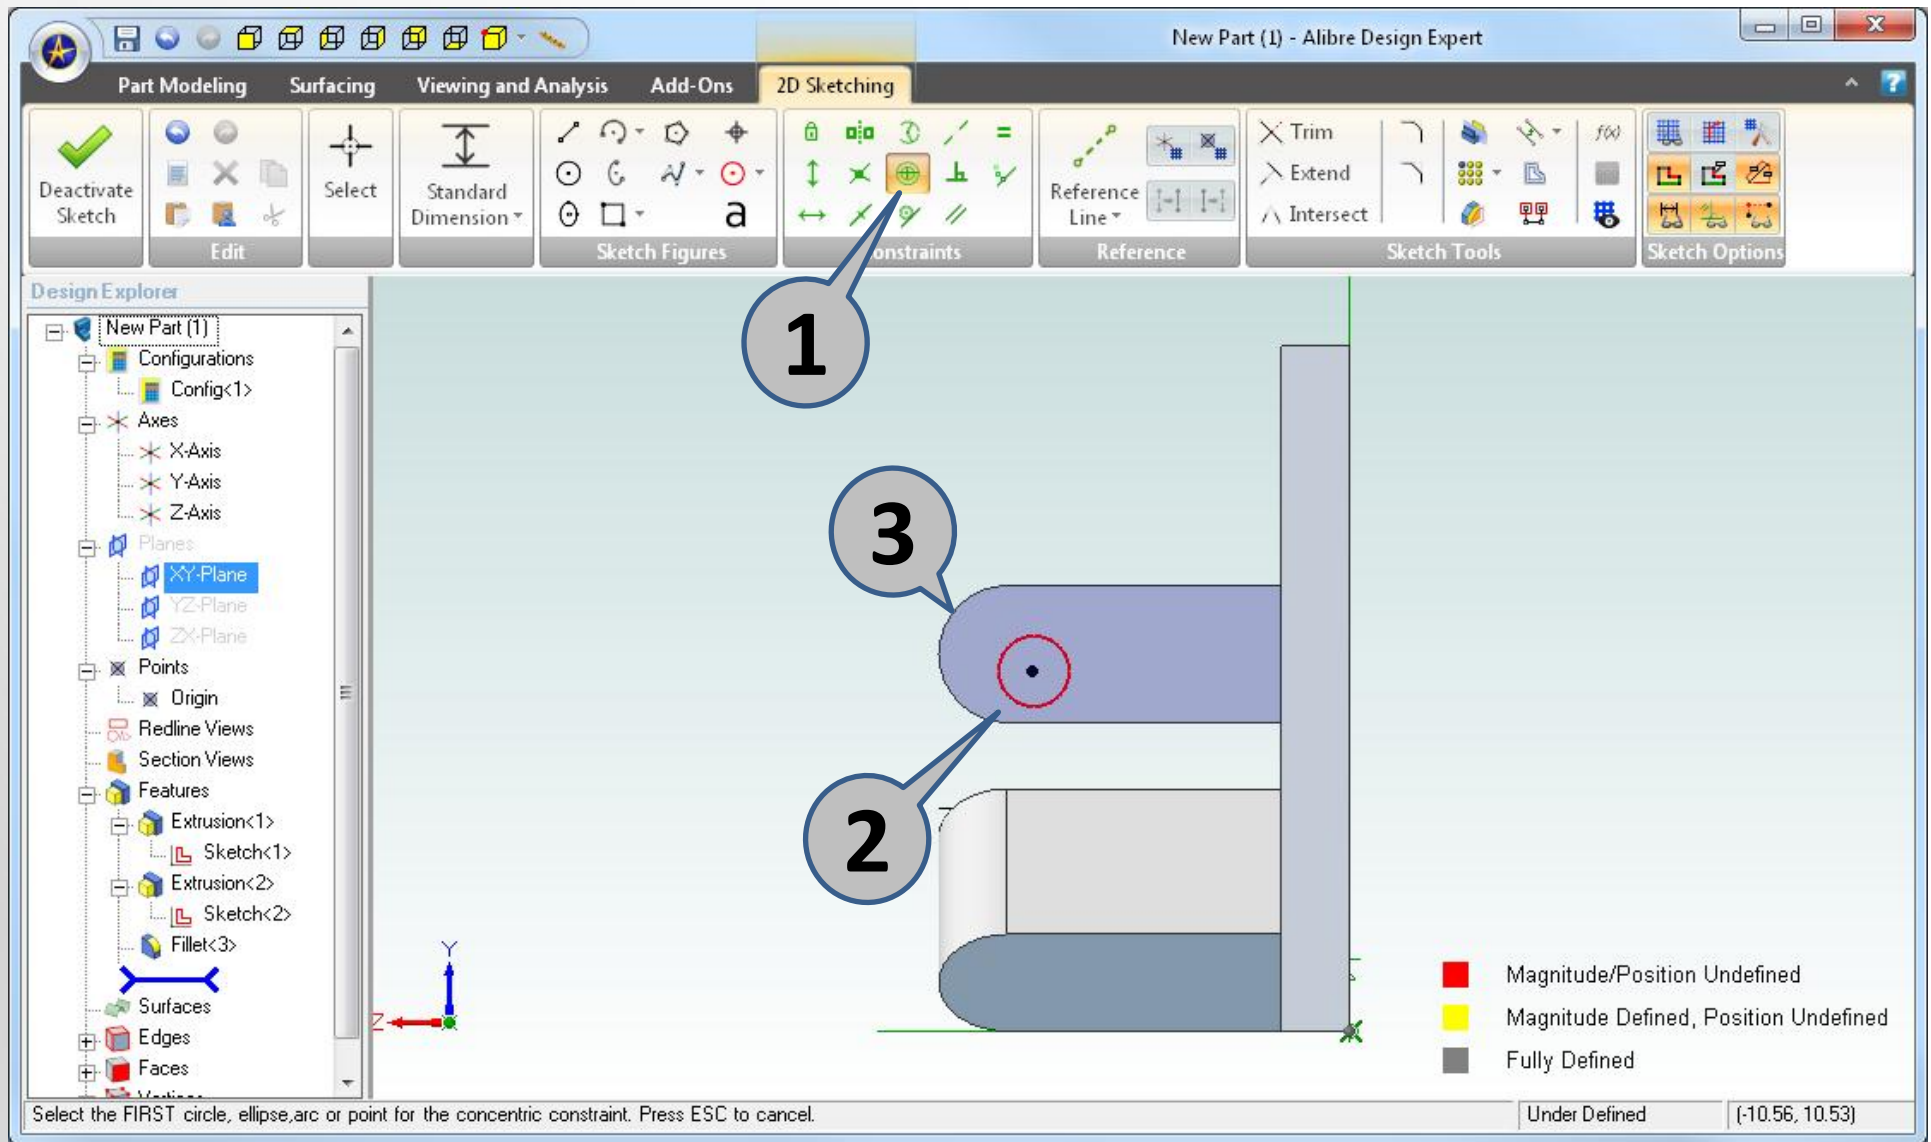 New Part (1) - Alibre Design Expert
Part Modeling
Surfacing
Viewing and Analysis
Add-Ons
2D Sketching
?
Deactivate
Sketch
Edit
Select
Standard
Dimension
a
Sketch Figures
onstraints
Reference
Line
Reference
Trim
Extend
Intersect
f(x)
Sketch Tools
Sketch Options
Design Explorer
New Part (1)
Configurations
Config<1>
Axes
X-Axis
Y-Axis
Z-Axis
Planes
XY-Plane
YZ-Plane
ZX-Plane
Points
Origin
Redline Views
Section Views
Features
Extrusion<1>
Sketch<1>
Extrusion<2>
Sketch<2>
Fillet<3>
Surfaces
Edges
Faces
1
3
2
Y
Z
Magnitude/Position Undefined
Magnitude Defined, Position Undefined
Fully Defined
Select the FIRST circle, ellipse,arc or point for the concentric constraint. Press ESC to cancel.
Under Defined
(-10.56, 10.53)